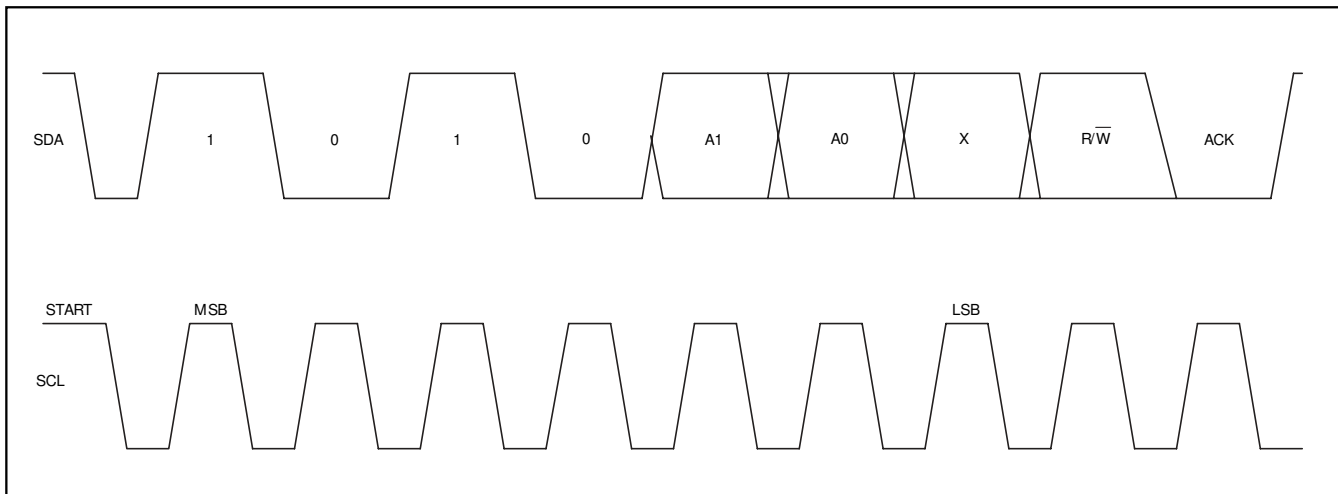 SDA 1 0 1 0 A1 A0 X R/W̅ ACK
START MSB LSB
SCL